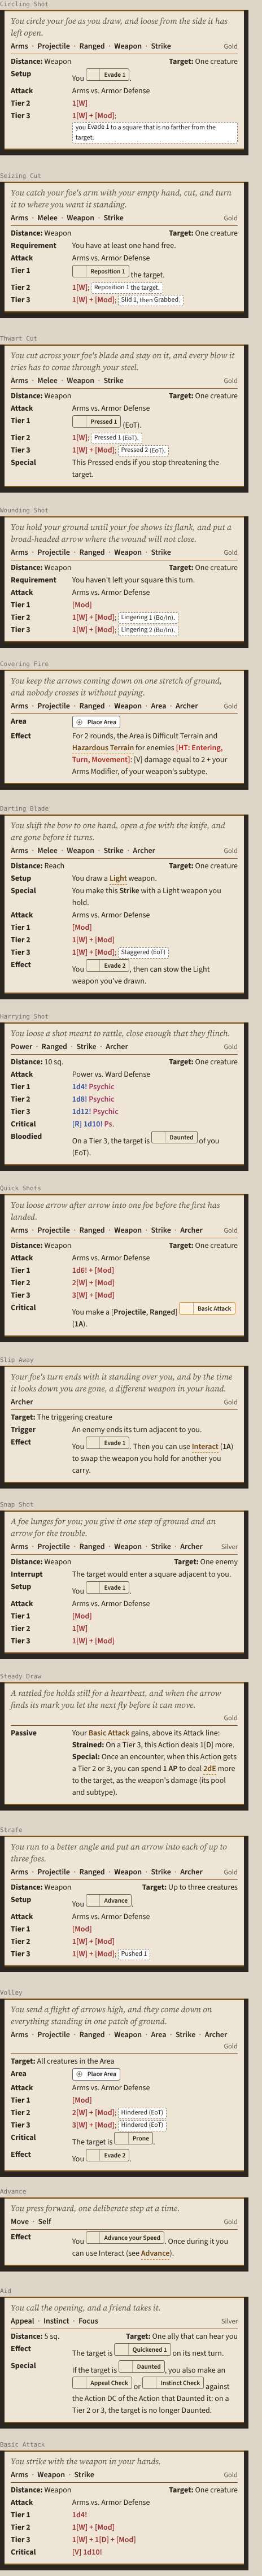 Circling Shot
You circle your foe as you draw, and loose from the side it has
left open.
Arms · Projectile · Ranged · Weapon · Strike Gold
Distance: Weapon Target: One creature
Setup You Evade 1.
Attack Arms vs. Armor Defense
Tier 2 1[W]
Tier 3 1[W] + [Mod];
you Evade 1 to a square that is no farther from the
target.
Seizing Cut
You catch your foe's arm with your empty hand, cut, and turn
it to where you want it standing.
Arms · Melee · Weapon · Strike Gold
Distance: Weapon Target: One creature
Requirement You have at least one hand free.
Attack Arms vs. Armor Defense
Tier 1 Reposition 1 the target.
Tier 2 1[W]; Reposition 1 the target.
Tier 3 1[W] + [Mod]; Slid 1, then Grabbed.
Thwart Cut
You cut across your foe's blade and stay on it, and every blow it
tries has to come through your steel.
Arms · Melee · Weapon · Strike Gold
Distance: Weapon Target: One creature
Attack Arms vs. Armor Defense
Tier 1 Pressed 1 (EoT).
Tier 2 1[W]; Pressed 1 (EoT).
Tier 3 1[W] + [Mod]; Pressed 2 (EoT).
Special This Pressed ends if you stop threatening the
target.
Wounding Shot
You hold your ground until your foe shows its flank, and put a
broad-headed arrow where the wound will not close.
Arms · Projectile · Ranged · Weapon · Strike Gold
Distance: Weapon Target: One creature
Requirement You haven't left your square this turn.
Attack Arms vs. Armor Defense
Tier 1 [Mod]
Tier 2 1[W] + [Mod]; Lingering 1 (Bo/In).
Tier 3 1[W] + [Mod]; Lingering 2 (Bo/In).
Covering Fire
You keep the arrows coming down on one stretch of ground,
and nobody crosses it without paying.
Arms · Projectile · Ranged · Weapon · Area · Archer Gold
Area Place Area
Effect For 2 rounds, the Area is Difficult Terrain and
Hazardous Terrain for enemies [HT: Entering,
Turn, Movement]: [V] damage equal to 2 + your
Arms Modifier, of your weapon's subtype.
Darting Blade
You shift the bow to one hand, open a foe with the knife, and
are gone before it turns.
Arms · Melee · Weapon · Strike · Archer Gold
Distance: Reach Target: One creature
Setup You draw a Light weapon.
Special You make this Strike with a Light weapon you
hold.
Attack Arms vs. Armor Defense
Tier 1 [Mod]
Tier 2 1[W] + [Mod]
Tier 3 1[W] + [Mod]; Staggered (EoT)
Effect You Evade 2, then can stow the Light
weapon you've drawn.
Harrying Shot
You loose a shot meant to rattle, close enough that they flinch.
Power · Ranged · Strike · Archer Gold
Distance: 10 sq. Target: One creature
Attack Power vs. Ward Defense
Tier 1 1d4! Psychic
Tier 2 1d8! Psychic
Tier 3 1d12! Psychic
Critical [R] 1d10! Ps.
Bloodied On a Tier 3, the target is Daunted of you
(EoT).
Quick Shots
You loose arrow after arrow into one foe before the first has
landed.
Arms · Projectile · Ranged · Weapon · Strike · Archer Gold
Distance: Weapon Target: One creature
Attack Arms vs. Armor Defense
Tier 1 1d6! + [Mod]
Tier 2 2[W] + [Mod]
Tier 3 3[W] + [Mod]
Critical You make a [Projectile, Ranged] Basic Attack
(1A).
Slip Away
Your foe's turn ends with it standing over you, and by the time
it looks down you are gone, a different weapon in your hand.
Archer Gold
Target: The triggering creature
Trigger An enemy ends its turn adjacent to you.
Effect You Evade 1. Then you can use Interact (1A)
to swap the weapon you hold for another you
carry.
Snap Shot
A foe lunges for you; you give it one step of ground and an
arrow for the trouble.
Arms · Projectile · Ranged · Weapon · Strike · Archer Silver
Distance: Weapon Target: One enemy
Interrupt The target would enter a square adjacent to you.
Setup You Evade 1.
Attack Arms vs. Armor Defense
Tier 1 [Mod]
Tier 2 1[W]
Tier 3 1[W] + [Mod]
Steady Draw
A rattled foe holds still for a heartbeat, and when the arrow
finds its mark you let the next fly before it can move.
Gold
Passive Your Basic Attack gains, above its Attack line:
Strained: On a Tier 3, this Action deals 1[D] more.
Special: Once an encounter, when this Action gets
a Tier 2 or 3, you can spend 1 AP to deal 2dE more
to the target, as the weapon's damage (its pool
and subtype).
Strafe
You run to a better angle and put an arrow into each of up to
three foes.
Arms · Projectile · Ranged · Weapon · Strike · Archer Gold
Distance: Weapon Target: Up to three creatures
Setup You Advance.
Attack Arms vs. Armor Defense
Tier 1 [Mod]
Tier 2 1[W] + [Mod]
Tier 3 1[W] + [Mod]; Pushed 1
Volley
You send a flight of arrows high, and they come down on
everything standing in one patch of ground.
Arms · Projectile · Ranged · Weapon · Area · Strike · Archer
Gold
Target: All creatures in the Area
Area Place Area
Attack Arms vs. Armor Defense
Tier 1 [Mod]
Tier 2 2[W] + [Mod]; Hindered (EoT)
Tier 3 3[W] + [Mod]; Hindered (EoT)
Critical The target is Prone.
Effect You Evade 2.
Advance
You press forward, one deliberate step at a time.
Move · Self
Effect You Advance your Speed. Once during it you
can use Interact (see Advance).
Aid
You call the opening, and a friend takes it.
Appeal · Instinct · Focus Silver
Distance: 5 sq. Target: One ally that can hear you
Effect The target is Quickened 1 on its next turn.
Special If the target is Daunted, you also make an
Appeal Check or Instinct Check against
the Action DC of the Action that Daunted it: on a
Tier 2 or 3, the target is no longer Daunted.
Basic Attack
You strike with the weapon in your hands.
Arms · Weapon · Strike Gold
Distance: Weapon Target: One creature
Attack Arms vs. Armor Defense
Tier 1 1d4!
Tier 2 1[W] + [Mod]
Tier 3 1[W] + 1[D] + [Mod]
Critical [V] 1d10!